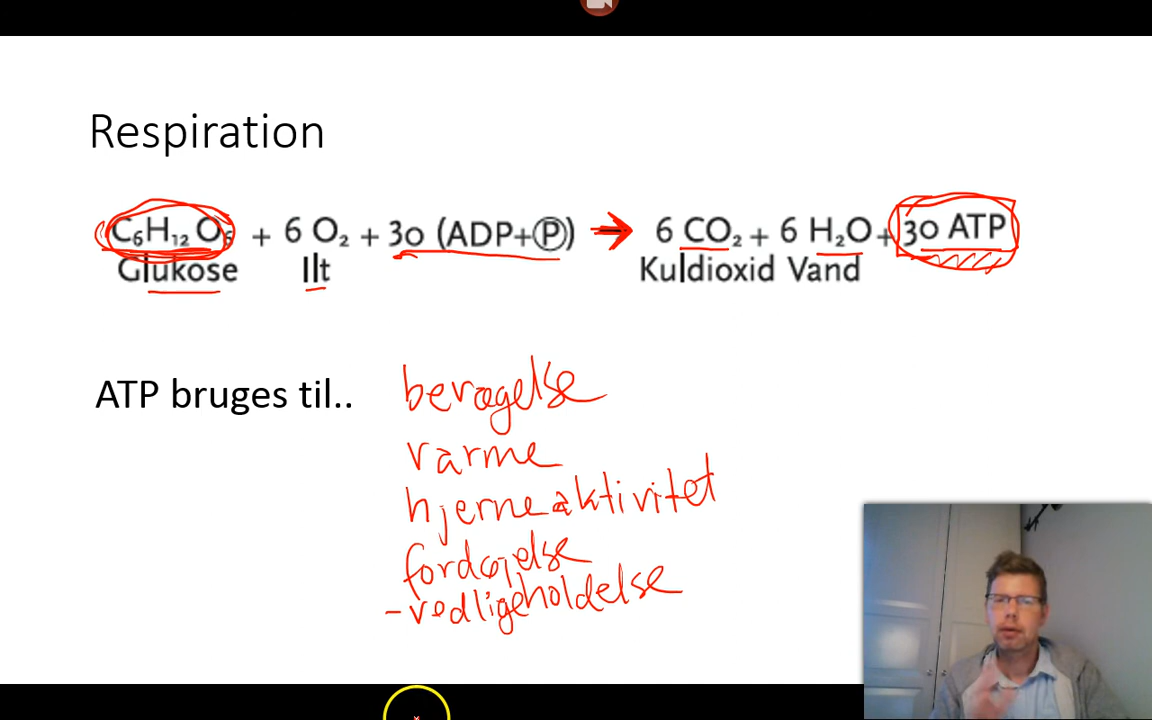 Respiration
C₆H₁₂O₆ + 6 O₂ + 30 (ADP+Ⓟ) → 6 CO₂ + 6 H₂O + 30 ATP
Glukose Ilt Kuldioxid Vand
ATP bruges til.. bevægelse
varme
hjerneaktivitet
fordøjelse
-vedligeholdelse